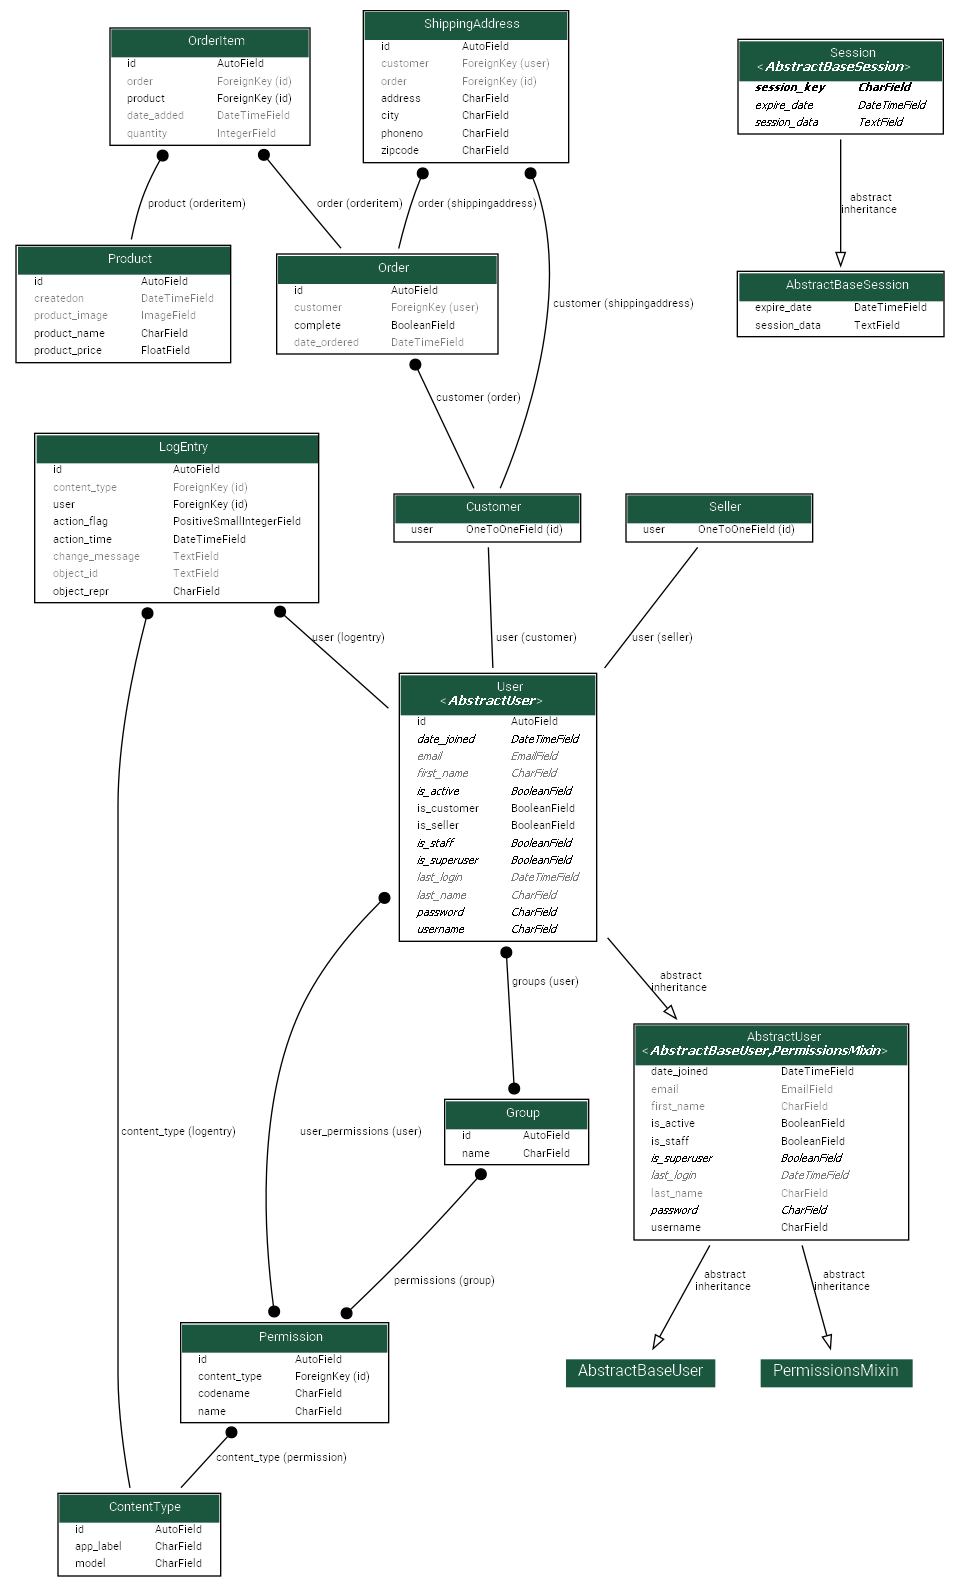 OrderItem
id AutoField
order ForeignKey (id)
product ForeignKey (id)
date_added DateTimeField
quantity IntegerField
ShippingAddress
id AutoField
customer ForeignKey (user)
order ForeignKey (id)
address CharField
city CharField
phoneno CharField
zipcode CharField
Session
<AbstractBaseSession>
session_key CharField
expire_date DateTimeField
session_data TextField
product (orderitem)
order (orderitem)
order (shippingaddress)
abstract
inheritance
Product
id AutoField
createdon DateTimeField
product_image ImageField
product_name CharField
product_price FloatField
Order
id AutoField
customer ForeignKey (user)
complete BooleanField
date_ordered DateTimeField
customer (shippingaddress)
AbstractBaseSession
expire_date DateTimeField
session_data TextField
customer (order)
LogEntry
id AutoField
content_type ForeignKey (id)
user ForeignKey (id)
action_flag PositiveSmallIntegerField
action_time DateTimeField
change_message TextField
object_id TextField
object_repr CharField
Customer
user OneToOneField (id)
Seller
user OneToOneField (id)
user (logentry)
user (customer)
user (seller)
User
<AbstractUser>
id AutoField
date_joined DateTimeField
email EmailField
first_name CharField
is_active BooleanField
is_customer BooleanField
is_seller BooleanField
is_staff BooleanField
is_superuser BooleanField
last_login DateTimeField
last_name CharField
password CharField
username CharField
groups (user)
abstract
inheritance
AbstractUser
<AbstractBaseUser,PermissionsMixin>
date_joined DateTimeField
email EmailField
first_name CharField
is_active BooleanField
is_staff BooleanField
is_superuser BooleanField
last_login DateTimeField
last_name CharField
password CharField
username CharField
content_type (logentry)
user_permissions (user)
Group
id AutoField
name CharField
permissions (group)
abstract
inheritance
abstract
inheritance
Permission
id AutoField
content_type ForeignKey (id)
codename CharField
name CharField
AbstractBaseUser
PermissionsMixin
content_type (permission)
ContentType
id AutoField
app_label CharField
model CharField